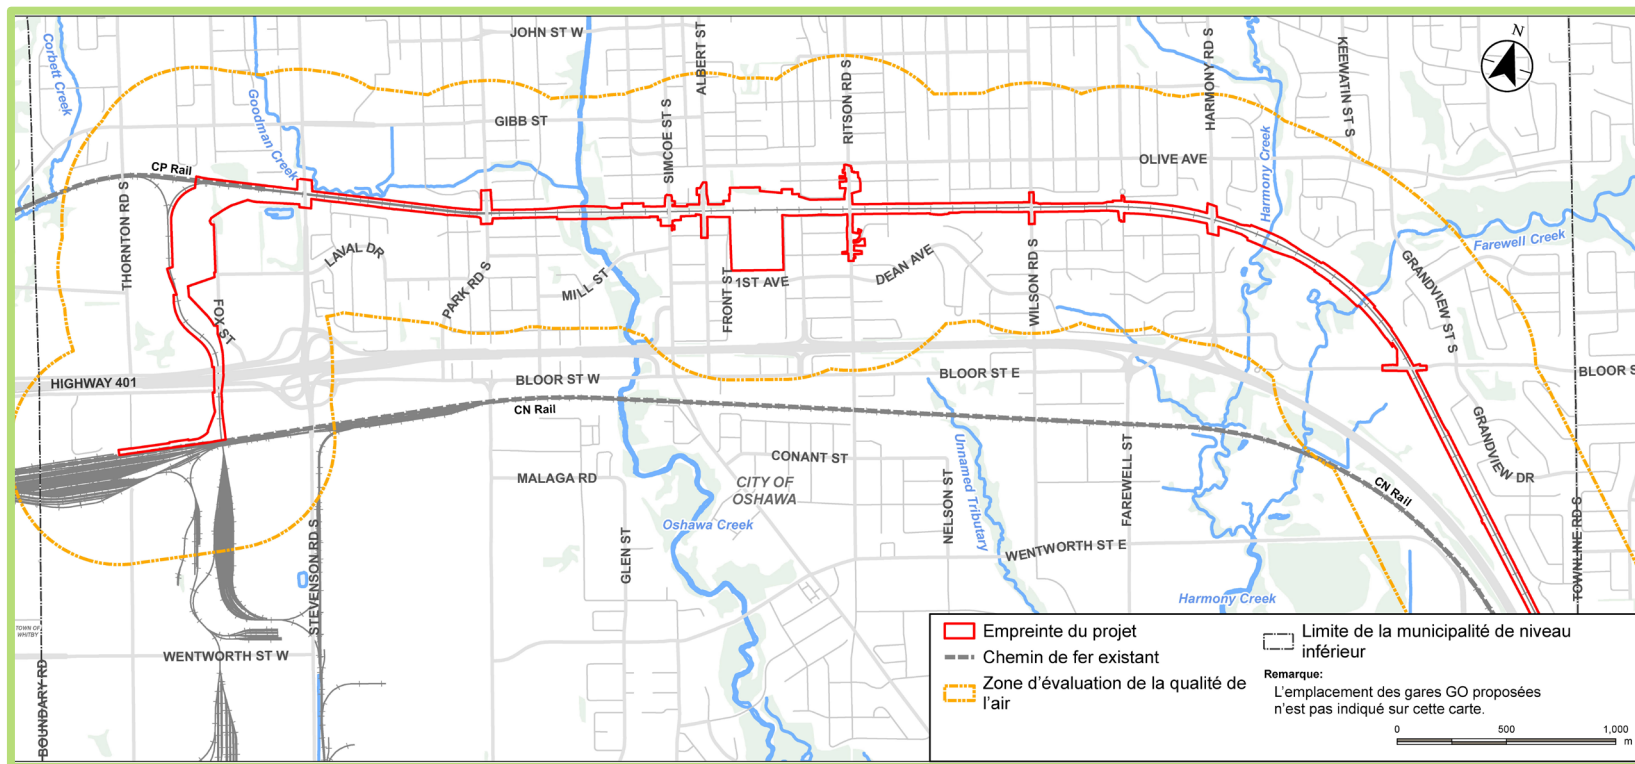 JOHN ST W
ALBERT ST
RITSON RD S
HARMONY RD S
KEEWATIN ST S
N
Corbett Creek
Goodman Creek
GIBB ST
SIMCOE ST S
OLIVE AVE
Harmony Creek
CP Rail
THORNTON RD S
LAVAL DR
PARK RD S
MILL ST
FRONT ST
1ST AVE
DEAN AVE
WILSON RD S
Farewell Creek
GRANDVIEW ST S
FOX ST
HIGHWAY 401
BLOOR ST W
BLOOR ST E
BLOOR S
CN Rail
GRANDVIEW DR
MALAGA RD
CONANT ST
CITY OF
OSHAWA
Unnamed Tributary
NELSON ST
FAREWELL ST
CN Rail
TOWNLINE RD S
Oshawa Creek
GLEN ST
STEVENSON RD S
WENTWORTH ST E
Harmony Creek
TOWN OF
WHITBY
WENTWORTH ST W
BOUNDARY RD
Empreinte du projet
Chemin de fer existant
Zone d'évaluation de la qualité de
l'air
Limite de la municipalité de niveau
inférieur
Remarque:
L'emplacement des gares GO proposées
n'est pas indiqué sur cette carte.
0 500 1,000
m